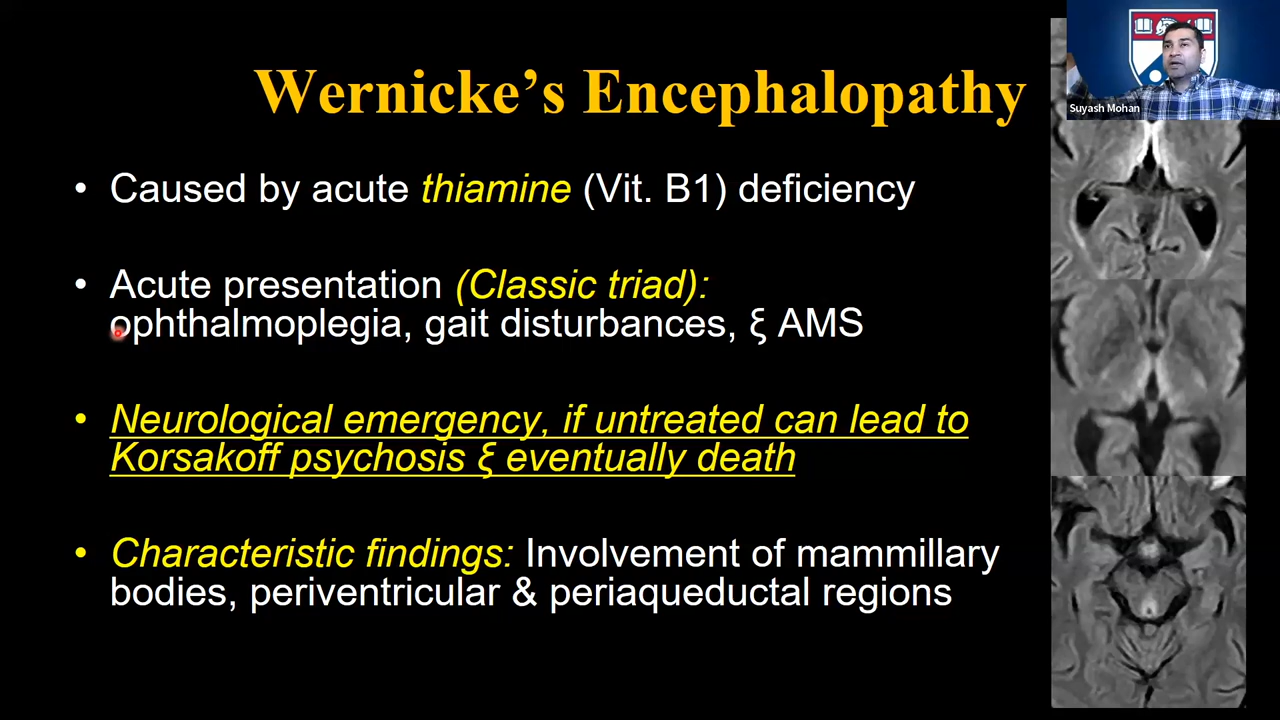 Wernicke’s Encephalopathy
Suyash Mohan
• Caused by acute thiamine (Vit. B1) deficiency
• Acute presentation (Classic triad):
ophthalmoplegia, gait disturbances, ξ AMS
• Neurological emergency, if untreated can lead to
Korsakoff psychosis ξ eventually death
• Characteristic findings: Involvement of mammillary
bodies, periventricular & periaqueductal regions